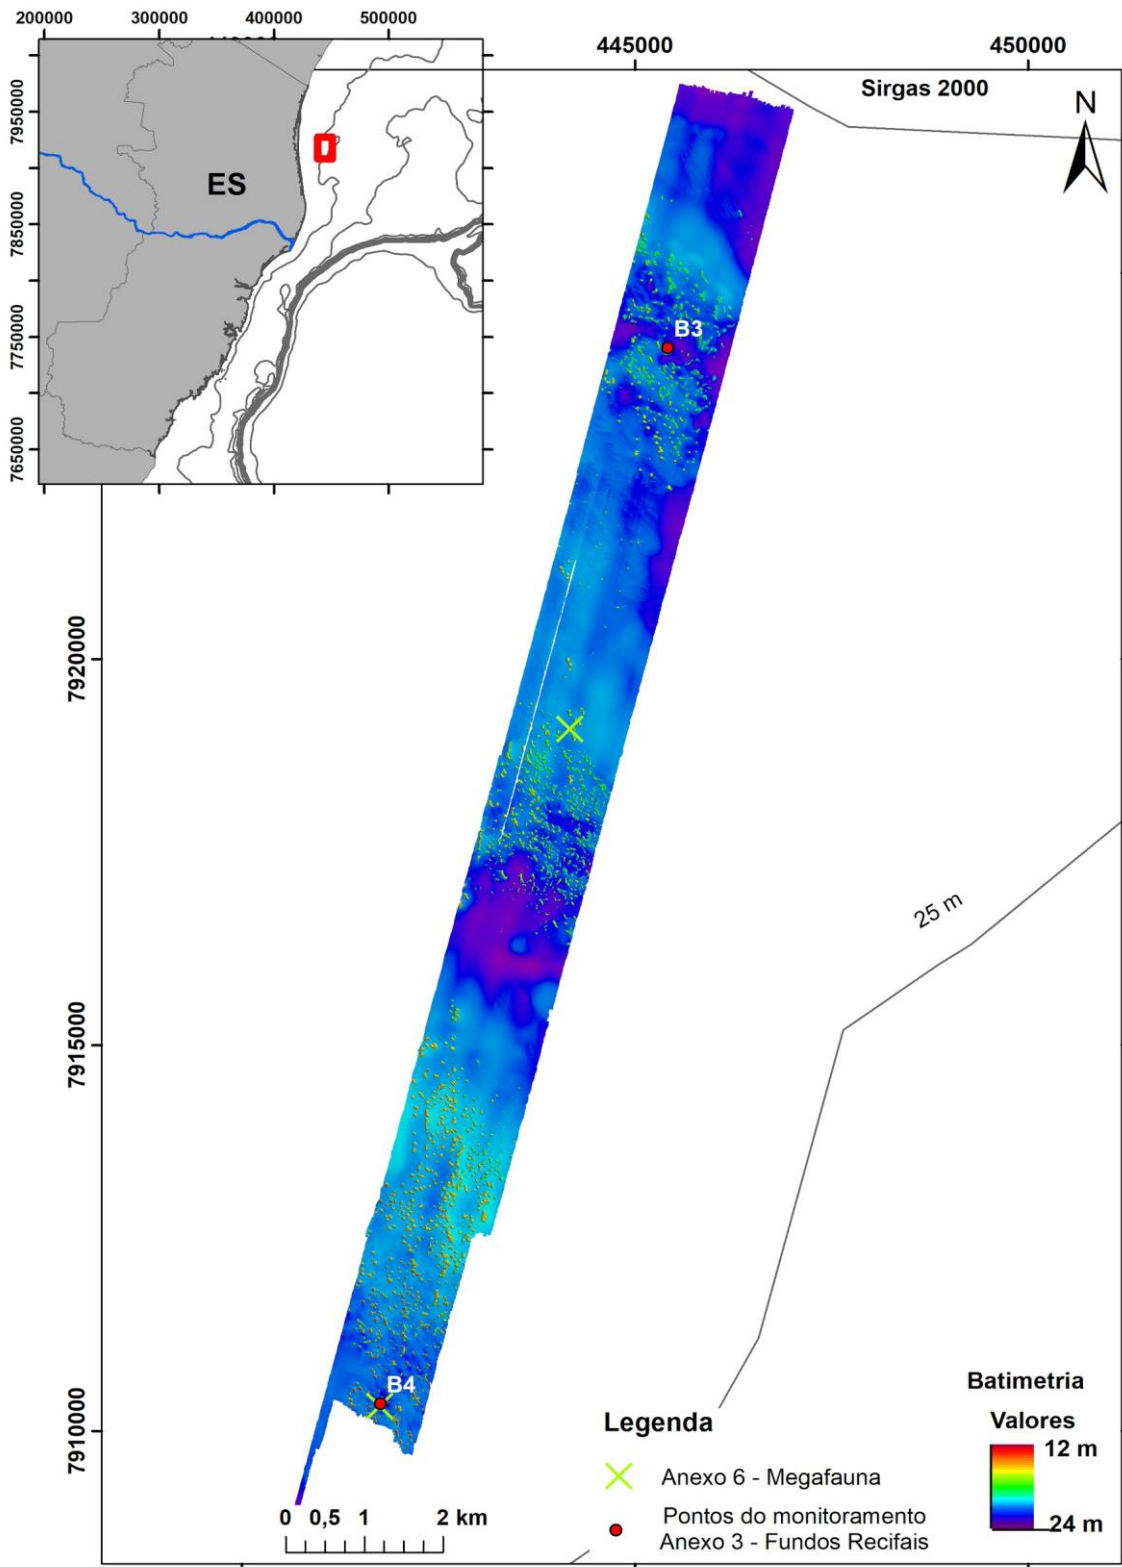 200000 300000 400000 500000
7950000
7850000
7750000
7650000
ES
445000 450000
Sirgas 2000
N
B3
7920000
25 m
7915000
B4
7910000
0 0,5 1 2 km
Legenda
Anexo 6 - Megafauna
Pontos do monitoramento
Anexo 3 - Fundos Recifais
Batimetria
Valores
12 m
24 m